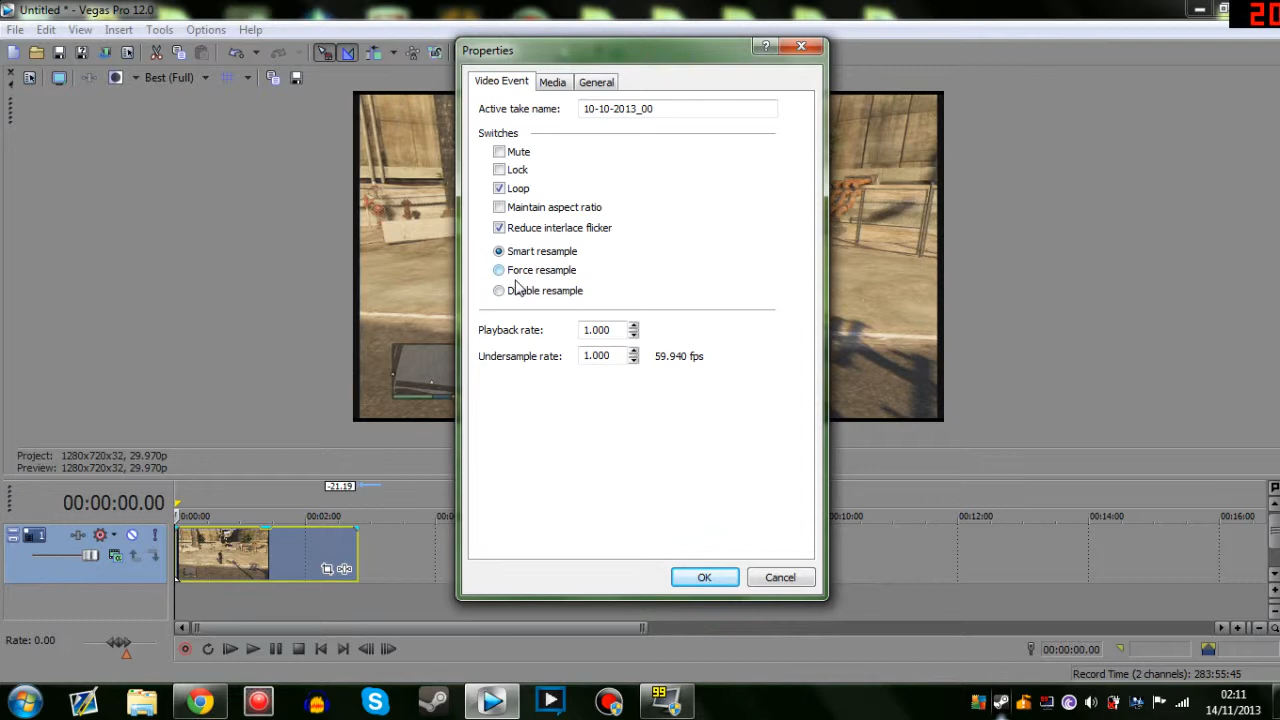 Untitled * - Vegas Pro 12.0
20
File Edit View Insert Tools Options Help
Best (Full)
Properties
Video Event Media General
Active take name: 10-10-2013_00
Switches
Mute
Lock
Loop
Maintain aspect ratio
Reduce interlace flicker
Smart resample
Force resample
Disable resample
Playback rate: 1.000
Undersample rate: 1.000 59.940 fps
OK Cancel
Project: 1280x720x32, 29.970p
Preview: 1280x720x32, 29.970p
-21.19
00:00:00.00
0:00:00 00:02:00 00:10:00 00:12:00 00:14:00 00:16:00
1
Rate: 0.00
00:00:00.00
Record Time (2 channels): 283:55:45
99
02:11
14/11/2013